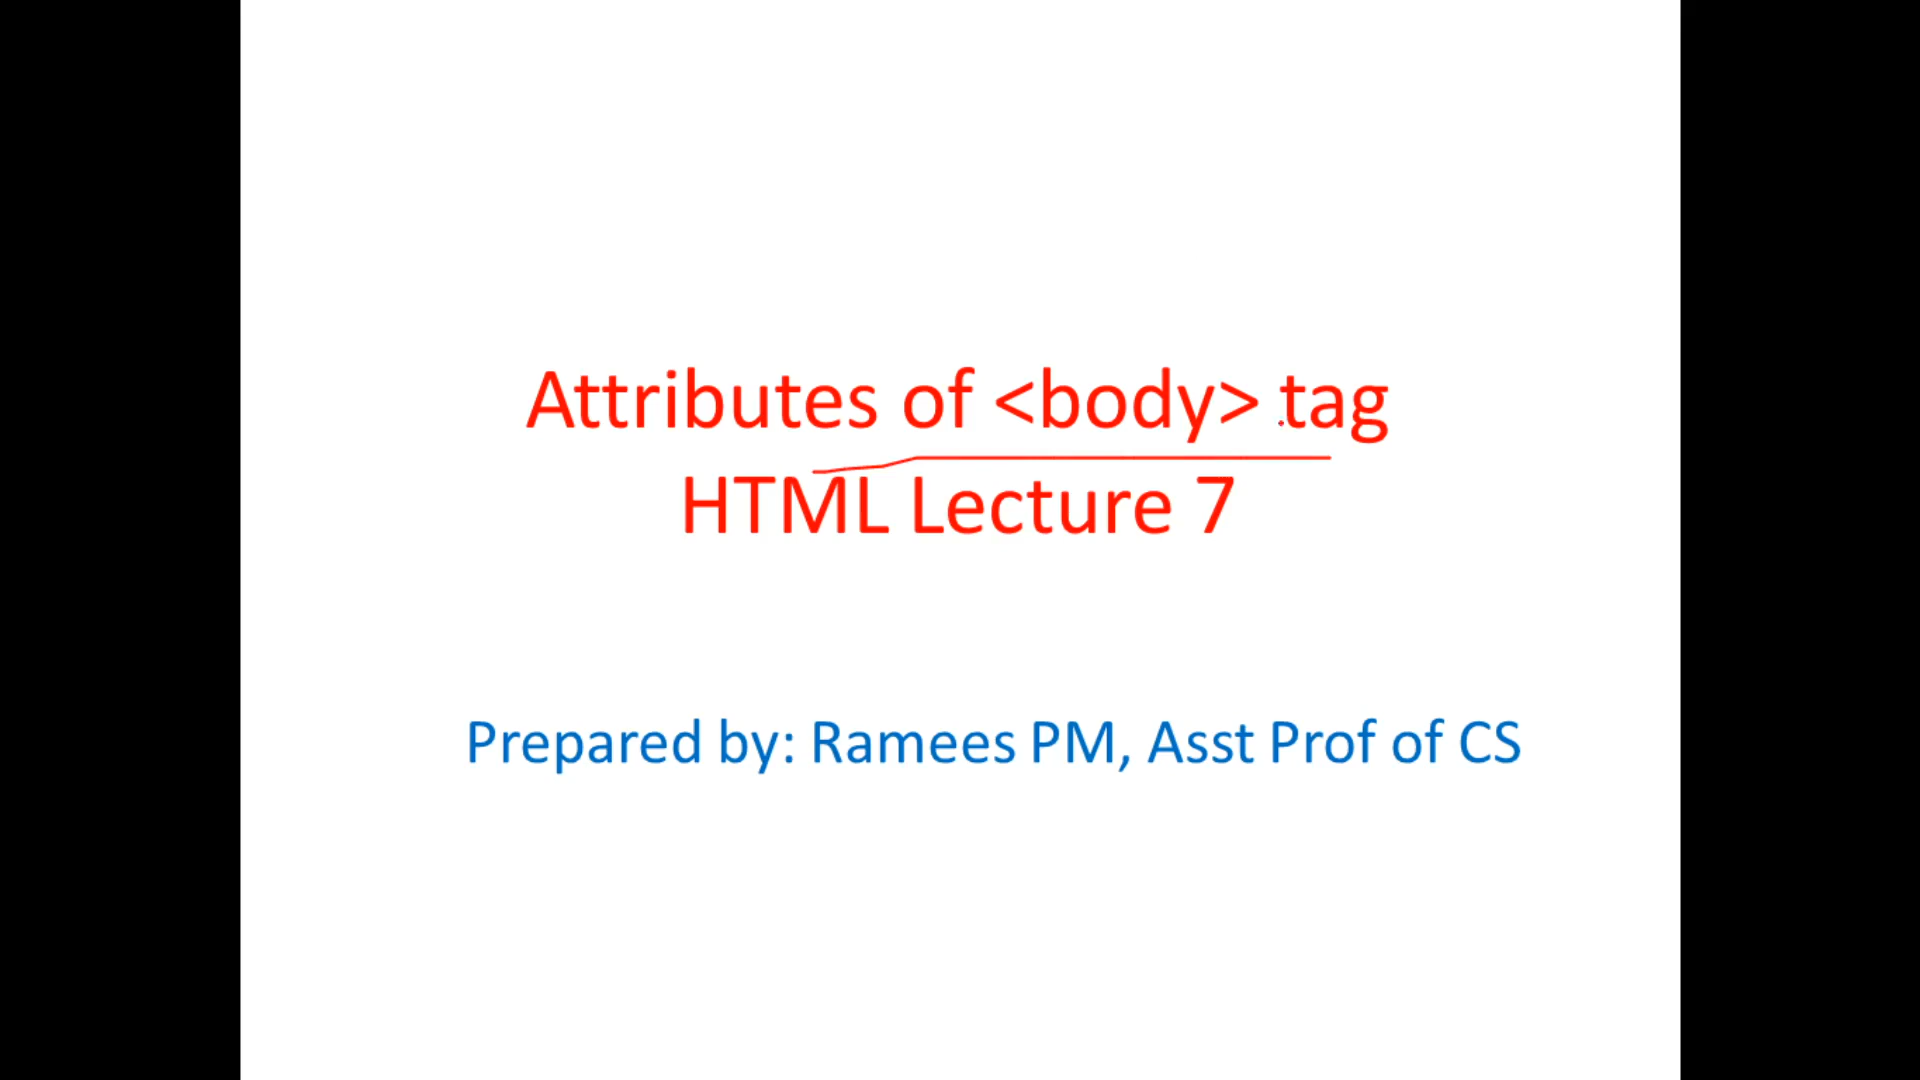 Attributes of <body> tag
HTML Lecture 7
Prepared by: Ramees PM, Asst Prof of CS